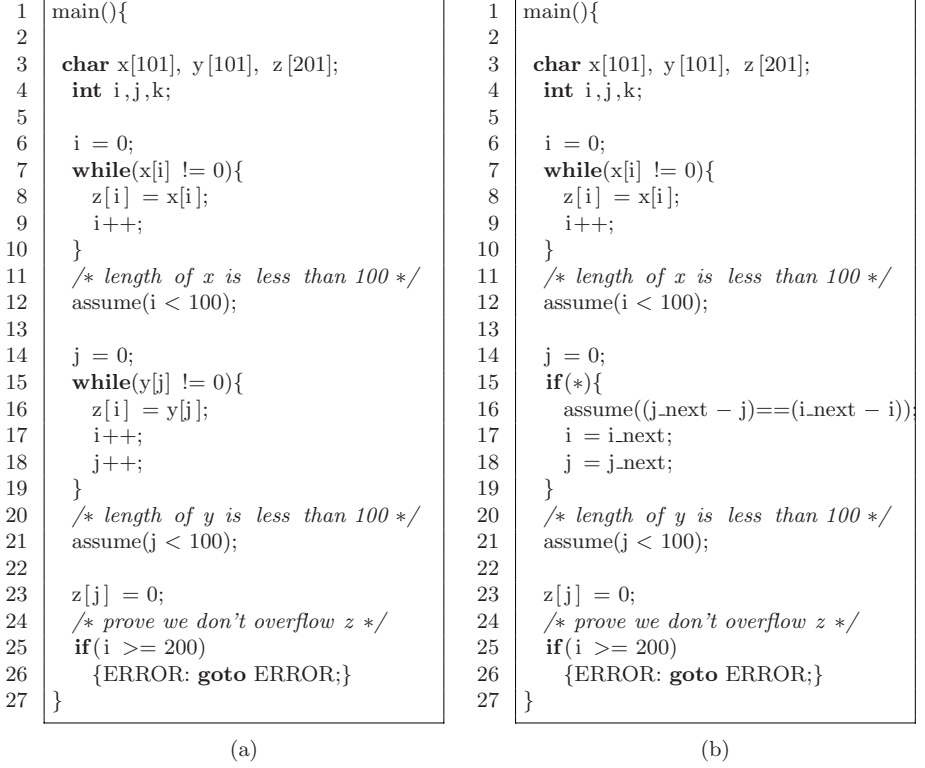 1 main(){
2
3 char x[101], y[101], z[201];
4 int i,j,k;
5
6 i = 0;
7 while(x[i] != 0){
8 z[i] = x[i];
9 i++;
10 }
11 /* length of x is less than 100 */
12 assume(i < 100);
13
14 j = 0;
15 while(y[j] != 0){
16 z[i] = y[j];
17 i++;
18 j++;
19 }
20 /* length of y is less than 100 */
21 assume(j < 100);
22
23 z[j] = 0;
24 /* prove we don't overflow z */
25 if(i >= 200)
26 {ERROR: goto ERROR;}
27 }
(a)
1 main(){
2
3 char x[101], y[101], z[201];
4 int i,j,k;
5
6 i = 0;
7 while(x[i] != 0){
8 z[i] = x[i];
9 i++;
10 }
11 /* length of x is less than 100 */
12 assume(i < 100);
13
14 j = 0;
15 if(*){
16 assume((j_next − j)==(i_next − i));
17 i = i_next;
18 j = j_next;
19 }
20 /* length of y is less than 100 */
21 assume(j < 100);
22
23 z[j] = 0;
24 /* prove we don't overflow z */
25 if(i >= 200)
26 {ERROR: goto ERROR;}
27 }
(b)